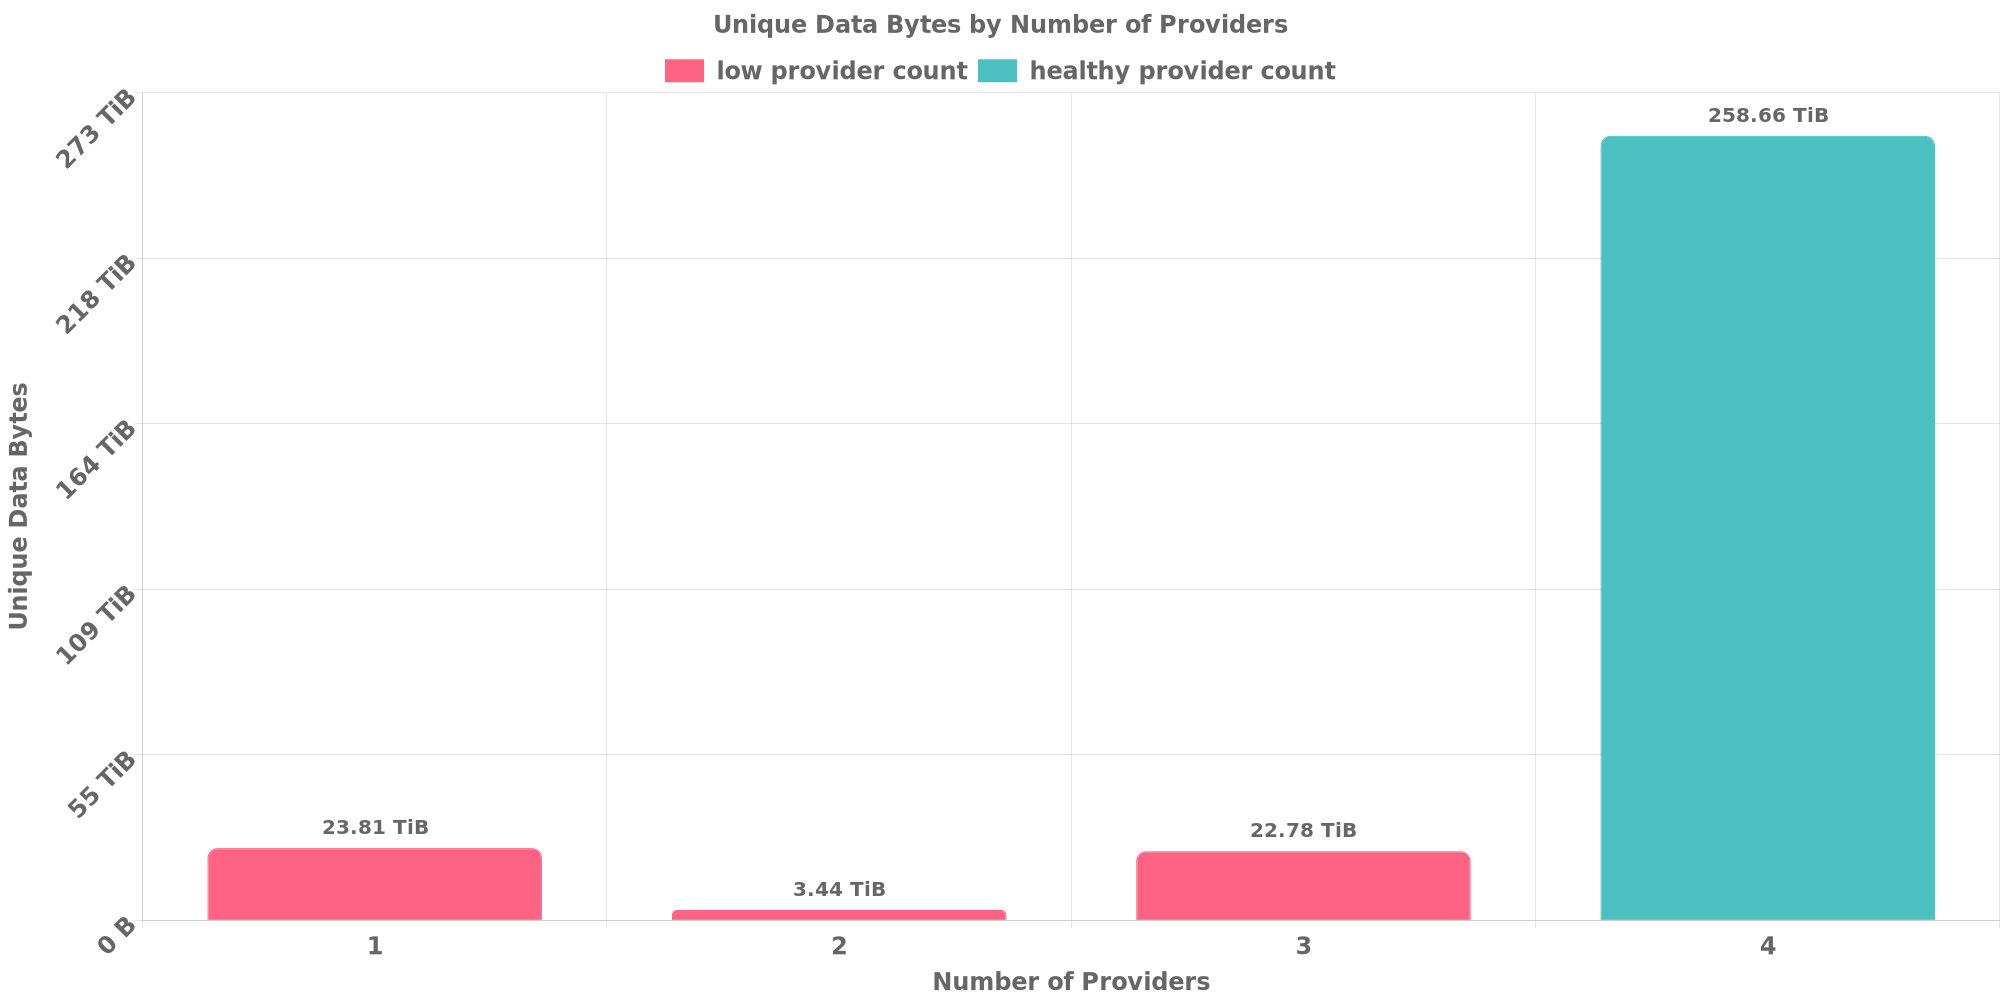 Unique Data Bytes by Number of Providers
low provider count healthy provider count
273 TiB
218 TiB
164 TiB
109 TiB
55 TiB
0 B
Unique Data Bytes
23.81 TiB
3.44 TiB
22.78 TiB
258.66 TiB
1 2 3 4
Number of Providers